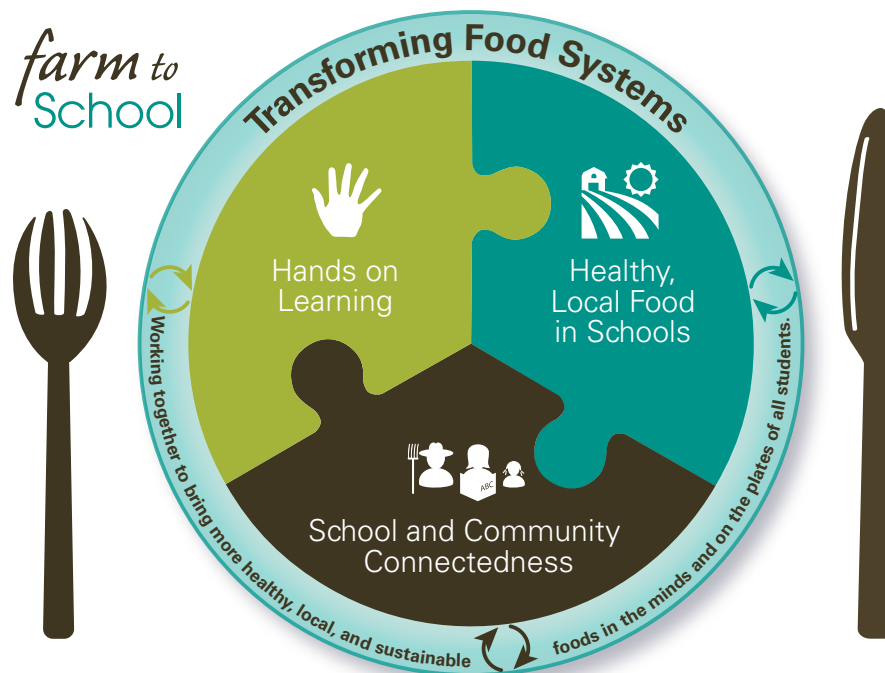 farm to
School
Transforming Food Systems
Hands on
Learning
Healthy,
Local Food
in Schools
ABC
School and Community
Connectedness
Working together to bring more healthy, local, and sustainable
foods in the minds and on the plates of all students.